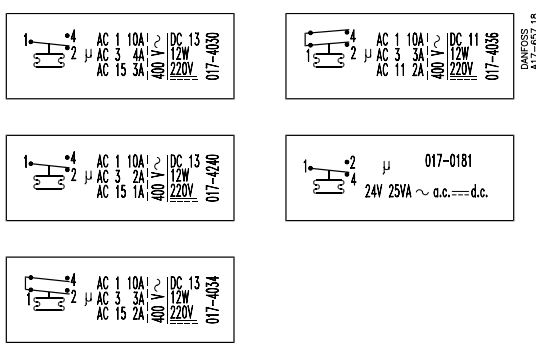 1 4 2 μ
AC 1 10A
AC 3 4A
AC 15 3A
400 V ~
DC 13
12W
220V
017-4030
1 4 2 μ
AC 1 10A
AC 3 3A
AC 11 2A
400 V ~
DC 11
12W
220V
017-4036
DANFOSS
A17-657.18
1 4 2 μ
AC 1 10A
AC 3 2A
AC 15 1A
400 V ~
DC 13
12W
220V
017-4240
1 2 4 μ 017-0181
24V 25VA ~ a.c. d.c.
1 4 2 μ
AC 1 10A
AC 3 3A
AC 15 2A
400 V ~
DC 13
12W
220V
017-4034